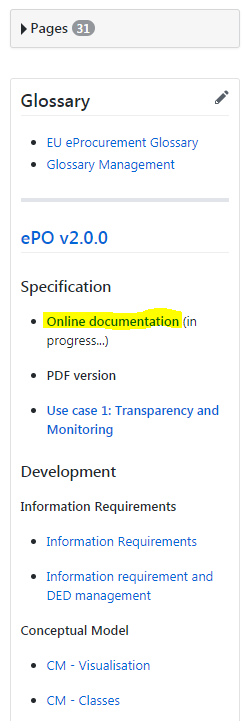 Pages 31
Glossary
EU eProcurement Glossary
Glossary Management
ePO v2.0.0
Specification
Online documentation (in
progress...)
PDF version
Use case 1: Transparency and
Monitoring
Development
Information Requirements
Information Requirements
Information requirement and
DED management
Conceptual Model
CM - Visualisation
CM - Classes